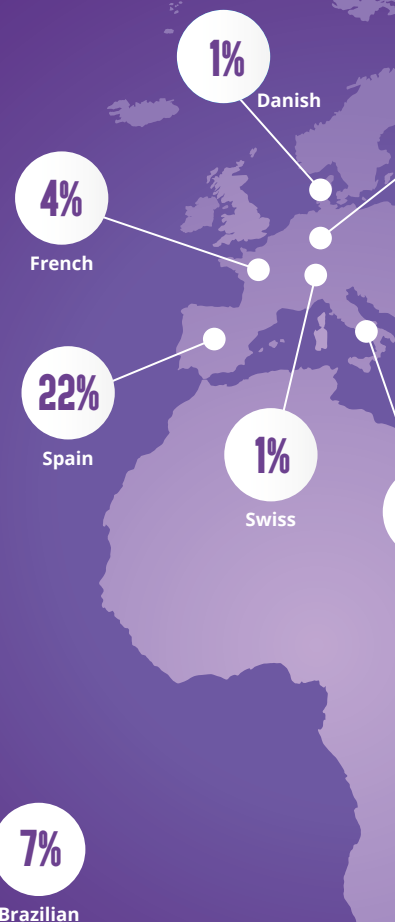 1%
Danish
4%
French
22%
Spain
1%
Swiss
7%
Brazilian